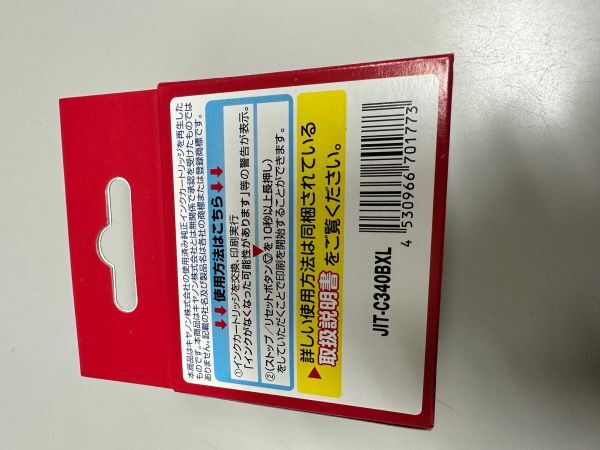 本商品はキヤノン株式会社の使用済み純正インクカートリッジを再生した
ものです。本商品はキヤノン株式会社とは無関係で承認を受けたものでは
ありません。記載の社名及び製品名は各社の商標または登録商標です。
↓↓使用方法はこちら↓↓
①インクカートリッジを交換、印刷実行
「インクがなくなった可能性があります」等の警告が表示。
②(ストップ/リセットボタン)を10秒以上長押し
をしていただくことで印刷を開始することができます。
▶詳しい使用方法は同梱されている
取扱説明書をご覧ください。
4 530966 701773
JIT-C340BXL